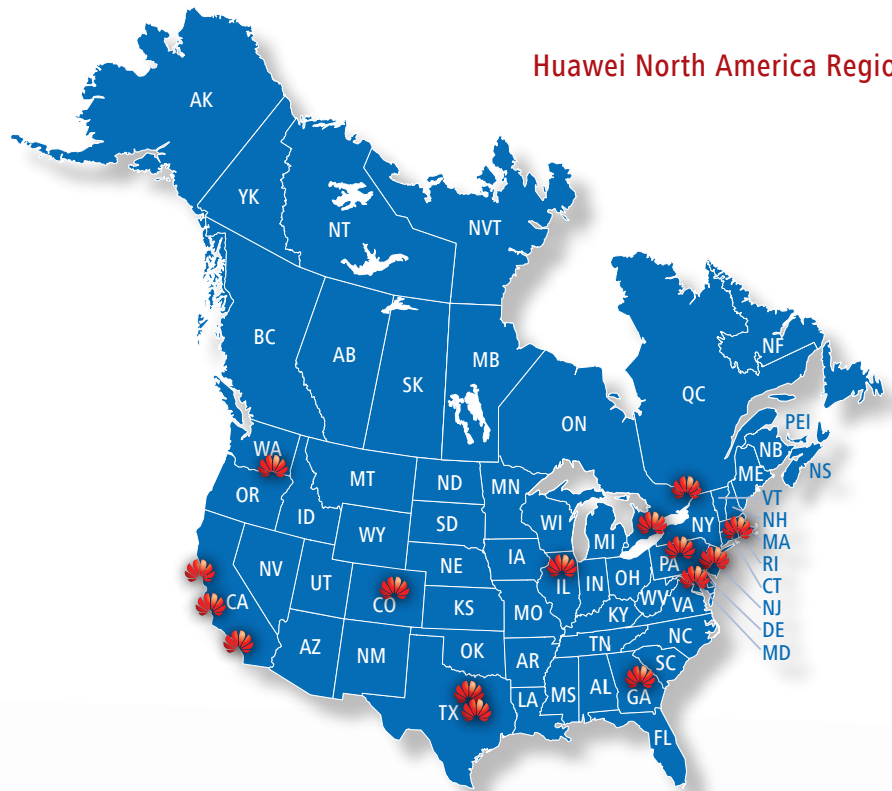 Huawei North America Regio
AK
YK
NT
NVT
BC
AB
SK
MB
ON
QC
NF
PEI
NB
NS
ME
WA
OR
ID
MT
ND
MN
WI
MI
NY
VT
NH
MA
RI
CT
NJ
DE
MD
WY
SD
NE
IA
IL
IN
OH
PA
NV
UT
CO
KS
MO
KY
WV
VA
CA
AZ
NM
OK
AR
TN
NC
SC
TX
LA
MS
AL
GA
FL